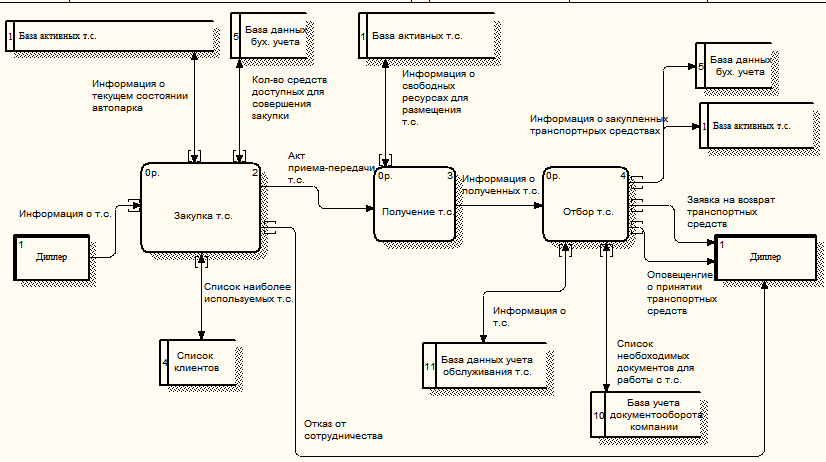 1 База активных т.с.
5 База данных
бух. учета
1 База активных т.с.
Информация о
текущем состоянии
автопарка
Кол-во средств
доступных для
совершения
закупки
Информация о
свободных
ресурсах для
размещения
т.с.
5 База данных
бух. учета
Информация о закупленных
транспортрных средствах
1 База активных т.с.
0р. 2
Закупка т.с.
Акт
приема-передачи
т.с.
0р. 3
Получение т.с.
Информация о
полученных т.с.
0р. 4
Отбор т.с.
Заявка на возврат
транспортных
средств
Информация о т.с.
1
Диллер
1
Диллер
Оповещенгие
о принятии
транспортных
средств
Список наиболее
используемых т.с.
Информация о
т.с.
4 Список
клиентов
11 База данных учета
обслуживания т.с.
Список
необоходимых
документов для
работы с т.с.
10 База учета
документооборота
компании
Отказ от
сотрудничества